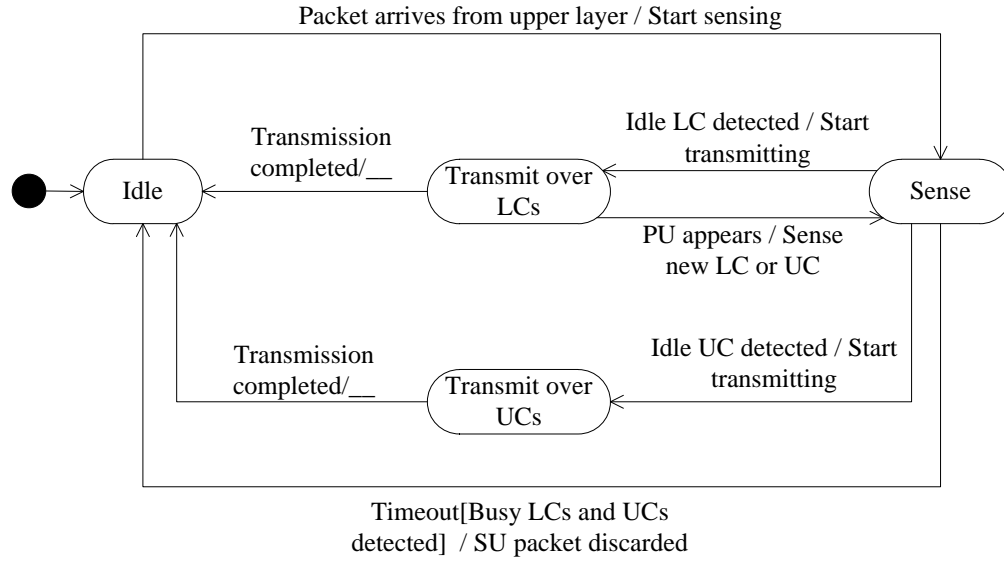 Packet arrives from upper layer / Start sensing
Idle LC detected / Start
transmitting
Transmission
completed/__
Idle
Transmit over
LCs
Sense
PU appears / Sense
new LC or UC
Idle UC detected / Start
transmitting
Transmission
completed/__
Transmit over
UCs
Timeout[Busy LCs and UCs
detected] / SU packet discarded